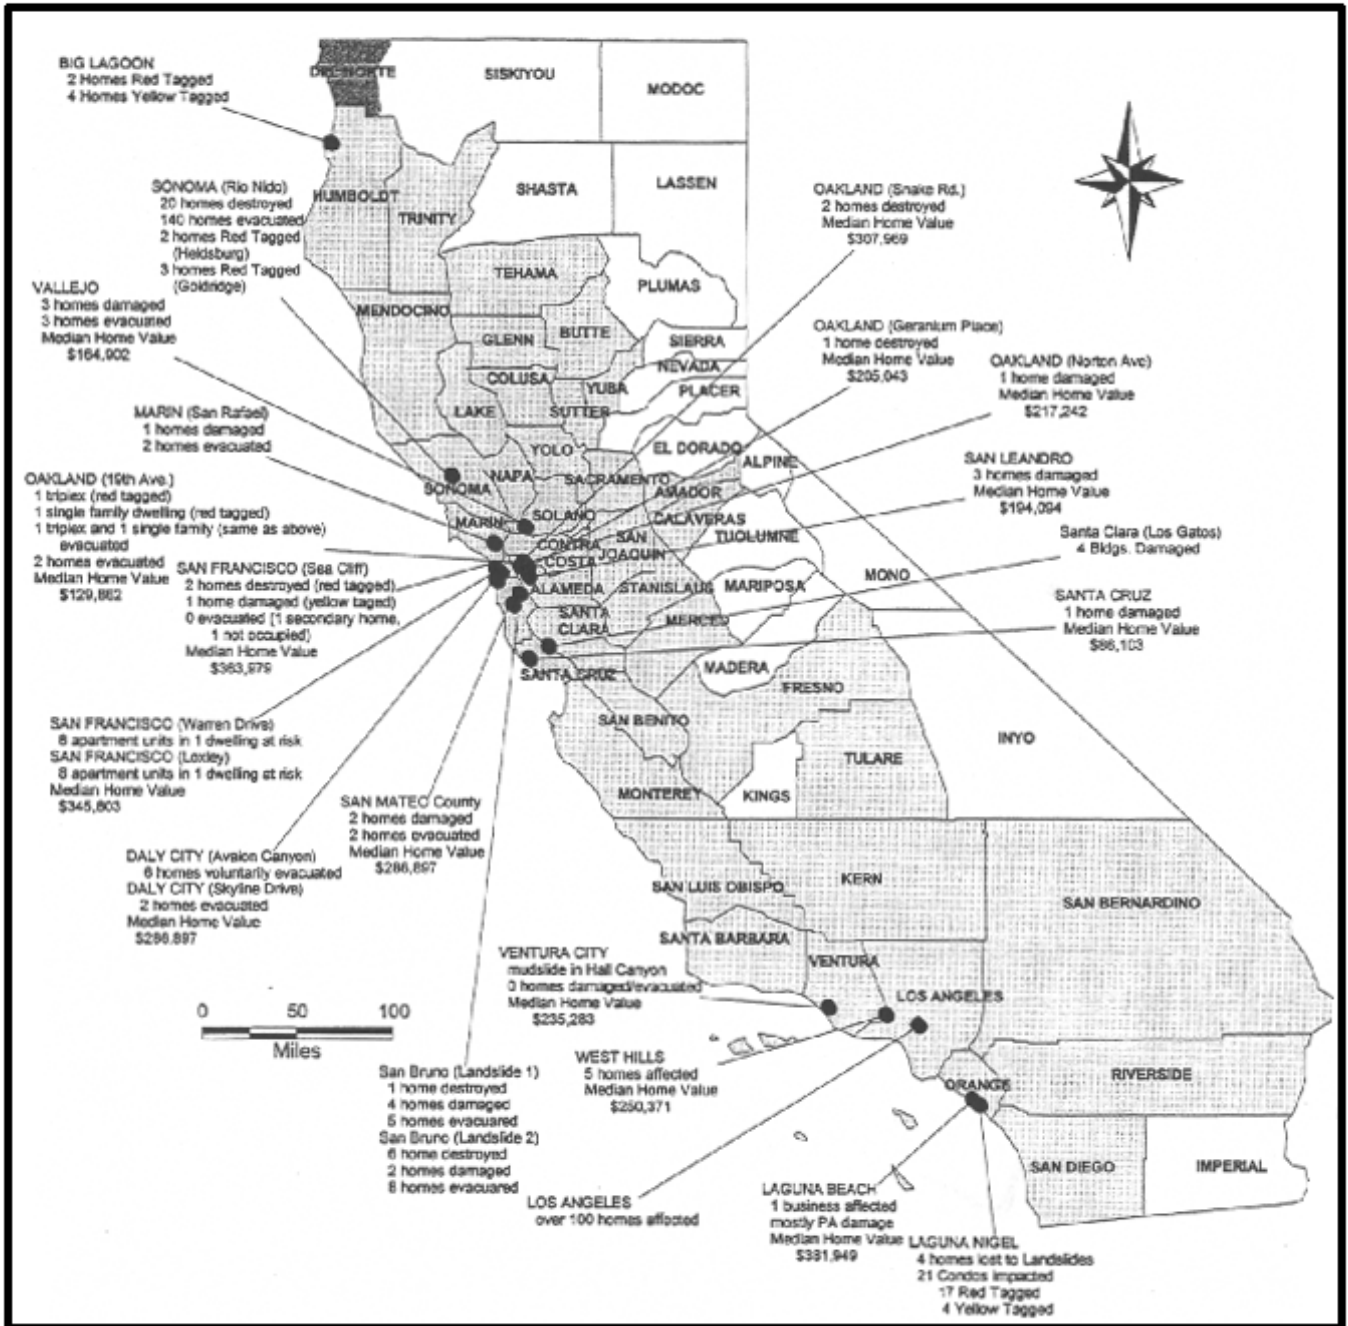 BIG LAGOON
2 Homes Red Tagged
4 Homes Yellow Tagged
SONOMA (Rio Nido)
20 homes destroyed
140 homes evacuated
2 homes Red Tagged
(Heldsburg)
3 homes Red Tagged
(Goldridge)
VALLEJO
3 homes damaged
3 homes evacuated
Median Home Value
$164,902
MARIN (San Rafael)
1 homes damaged
2 homes evacuated
OAKLAND (19th Ave.)
1 triplex (red tagged)
1 single family dwelling (red tagged)
1 triplex and 1 single family (same as above)
evacuated
2 homes evacuated
Median Home Value
$129,862
SAN FRANCISCO (Sea Cliff)
2 homes destroyed (red tagged)
1 home damaged (yellow taged)
0 evacuated [1 secondary home,
1 not occupied)
Median Home Value
$363,979
SAN FRANCISCO (Warren Drive)
8 apartment units in 1 dwelling at risk
SAN FRANCISCO (Loxley)
8 apartment units in 1 dwelling at risk
Median Home Value
$345,803
DALY CITY (Avalon Canyon)
6 homes voluntarily evacuated
DALY CITY (Skyline Drive)
2 homes evacuated
Median Home Value
$286,897
SAN MATEO County
2 homes damaged
2 homes evacuated
Median Home Value
$286,897
San Bruno (Landslide 1)
1 home destroyed
4 homes damaged
5 homes evacuared
San Bruno (Landslide 2)
6 home destroyed
2 homes damaged
8 homes evacuared
VENTURA CITY
mudslide in Hall Canyon
0 homes damaged/evacuated
Median Home Value
$235,283
WEST HILLS
5 homes affected
Median Home Value
$250,371
LOS ANGELES
over 100 homes affected
LAGUNA BEACH
1 business affected
mostly PA damage
Median Home Value
$381,949
LAGUNA NIGEL
4 homes lost to Landslides
21 Condos impacted
17 Red Tagged
4 Yellow Tagged
OAKLAND (Snake Rd.)
2 homes destroyed
Median Home Value
$307,969
OAKLAND (Geranium Place)
1 home destroyed
Median Home Value
$205,043
OAKLAND (Norton Ave)
1 home damaged
Median Home Value
$217,242
SAN LEANDRO
3 homes damaged
Median Home Value
$194,094
Santa Clara (Los Gatos)
4 Bldgs. Damaged
SANTA CRUZ
1 home damaged
Median Home Value
$86,103
DEL NORTE
SISKIYOU
MODOC
HUMBOLDT
TRINITY
SHASTA
LASSEN
TEHAMA
PLUMAS
MENDOCINO
GLENN
BUTTE
SIERRA
NEVADA
COLUSA
YUBA
PLACER
LAKE
SUTTER
EL DORADO
YOLO
ALPINE
SONOMA
NAPA
SACRAMENTO
AMADOR
MARIN
SOLANO
CALAVERAS
CONTRA
COSTA
SAN
JOAQUIN
TUOLUMNE
MONO
ALAMEDA
STANISLAUS
MARIPOSA
SANTA
CLARA
MERCED
SANTA CRUZ
MADERA
FRESNO
SAN BENITO
INYO
TULARE
MONTEREY
KINGS
SAN LUIS OBISPO
KERN
SAN BERNARDINO
SANTA BARBARA
VENTURA
LOS ANGELES
ORANGE
RIVERSIDE
SAN DIEGO
IMPERIAL
0 50 100
Miles